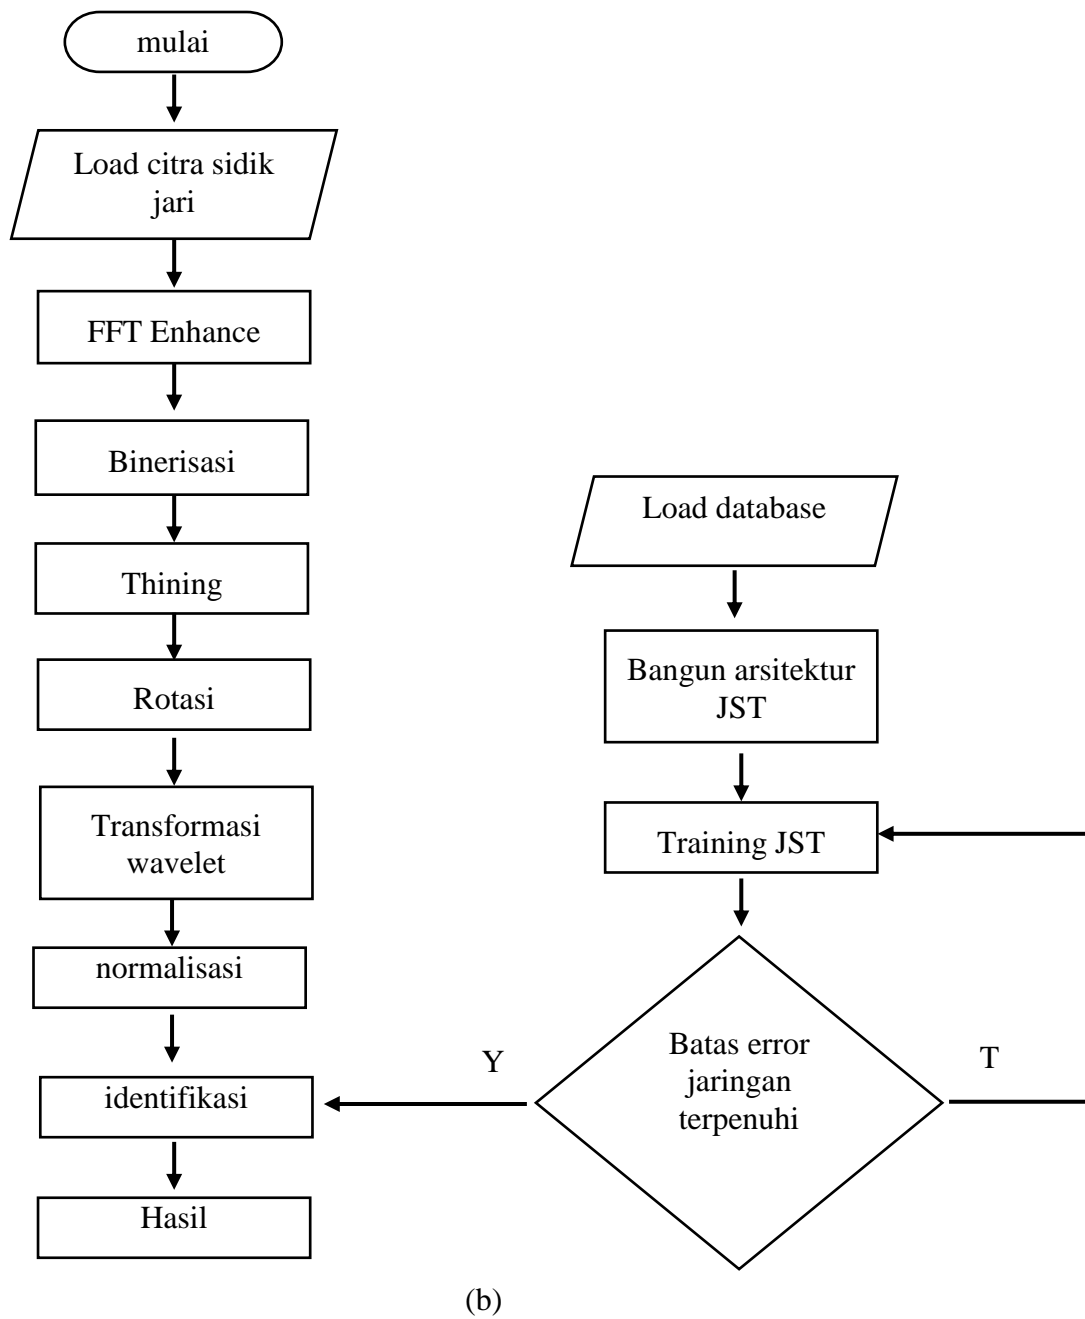 mulai
Load citra sidik
jari
FFT Enhance
Binerisasi
Thining
Rotasi
Transformasi
wavelet
normalisasi
identifikasi
Hasil
Load database
Bangun arsitektur
JST
Training JST
Batas error
jaringan
terpenuhi
Y
T
(b)